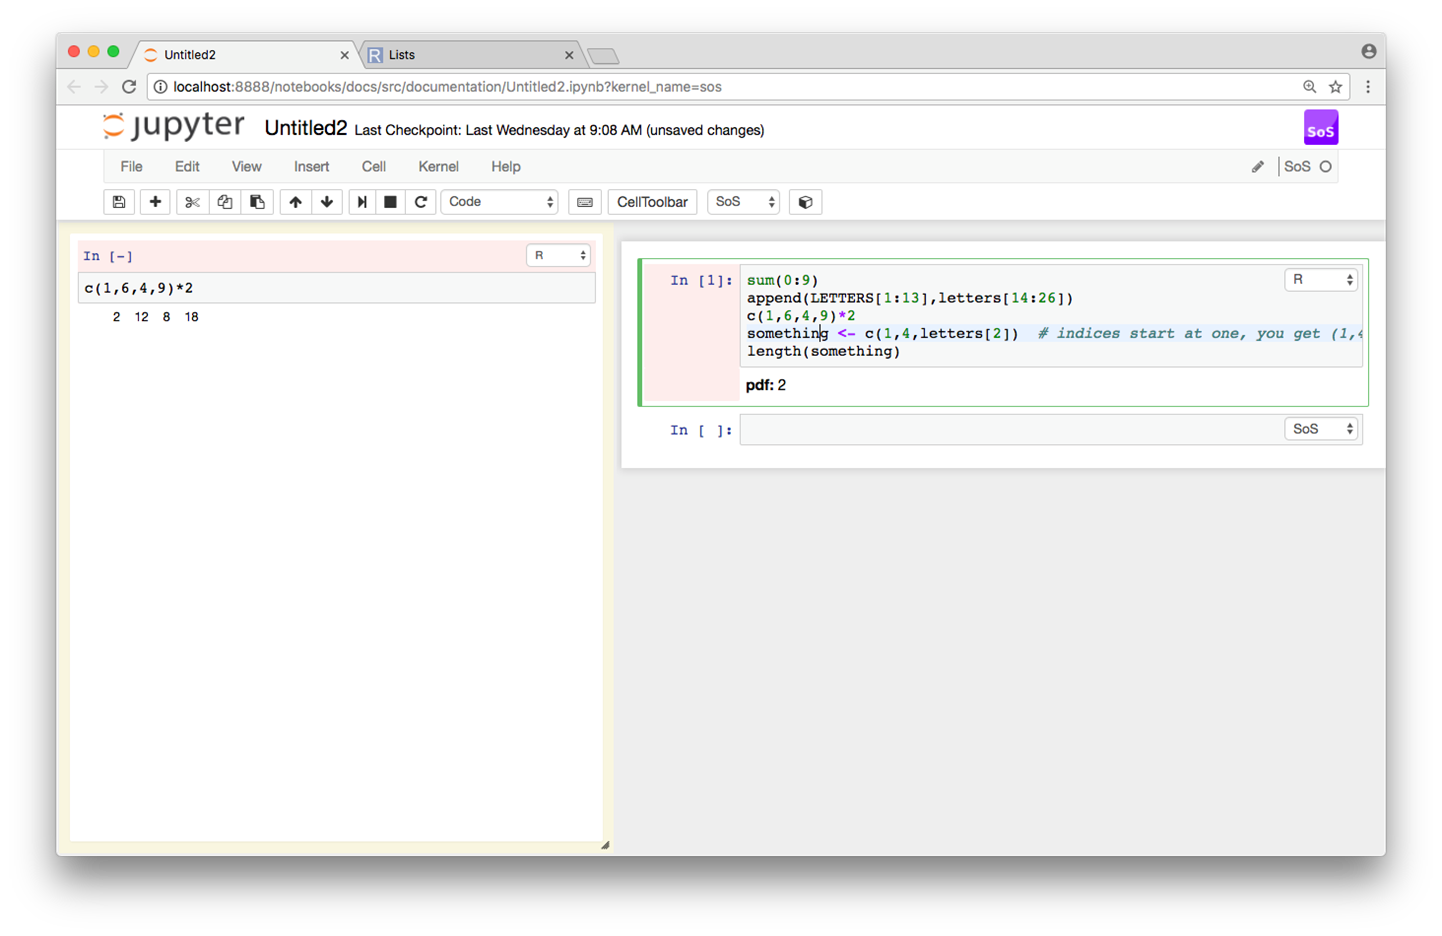 Untitled2
Lists
localhost:8888/notebooks/docs/src/documentation/Untitled2.ipynb?kernel_name=sos
jupyter Untitled2 Last Checkpoint: Last Wednesday at 9:08 AM (unsaved changes)
SoS
File Edit View Insert Cell Kernel Help
SoS
Code
CellToolbar
SoS
In [-]
R
c(1,6,4,9)*2
2 12 8 18
In [1]:
R
sum(0:9)
append(LETTERS[1:13],letters[14:26])
c(1,6,4,9)*2
something <- c(1,4,letters[2])  # indices start at one, you get (1,4
length(something)
pdf: 2
In [ ]:
SoS